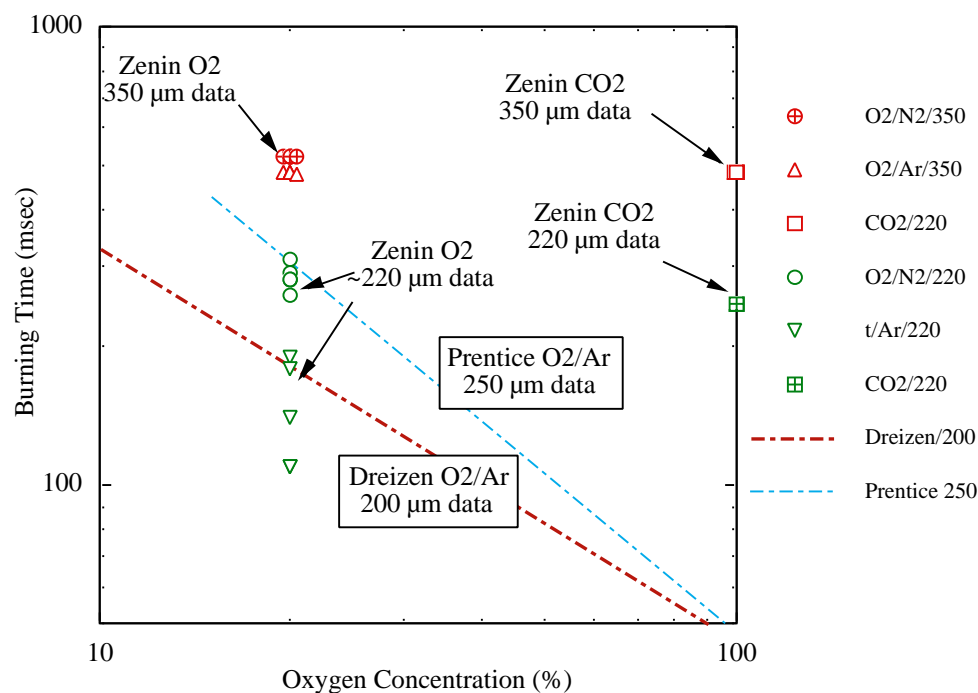 1000
Zenin O2
350 µm data
Zenin CO2
350 µm data
O2/N2/350
O2/Ar/350
CO2/220
O2/N2/220
t/Ar/220
CO2/220
Dreizen/200
Prentice 250
Zenin CO2
220 µm data
Zenin O2
~220 µm data
Prentice O2/Ar
250 µm data
Dreizen O2/Ar
200 µm data
Burning Time (msec)
100
10
100
Oxygen Concentration (%)